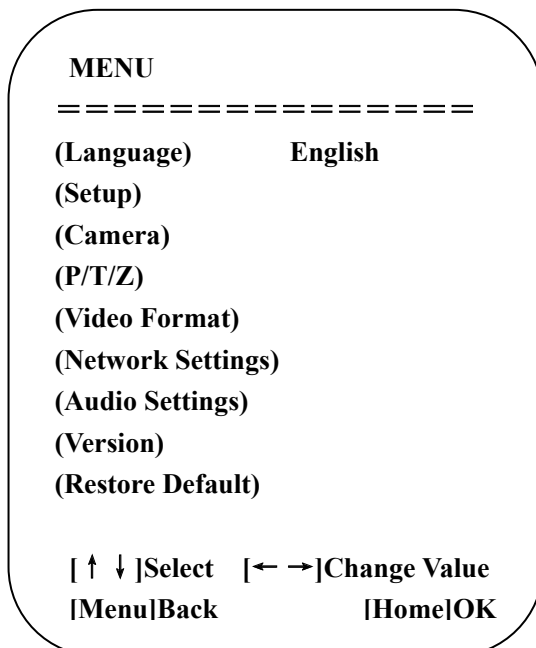 MENU
===============
(Language) English
(Setup)
(Camera)
(P/T/Z)
(Video Format)
(Network Settings)
(Audio Settings)
(Version)
(Restore Default)
[↑ ↓]Select [← →]Change Value
[Menu]Back [Home]OK